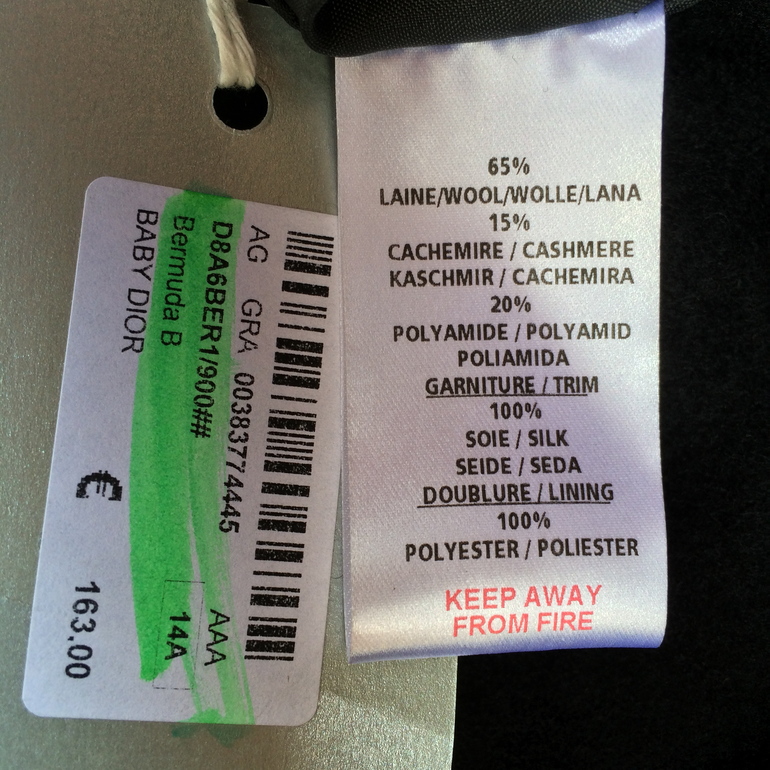 AG GRA 00383774445
D8A6BER1/900## AAA
Bermuda B 14A
BABY DIOR
€ 163.00
65%
LAINE/WOOL/WOLLE/LANA
15%
CACHEMIRE / CASHMERE
KASCHMIR / CACHEMIRA
20%
POLYAMIDE / POLYAMID
POLIAMIDA
GARNITURE / TRIM
100%
SOIE / SILK
SEIDE / SEDA
DOUBLURE / LINING
100%
POLYESTER / POLIESTER
KEEP AWAY
FROM FIRE